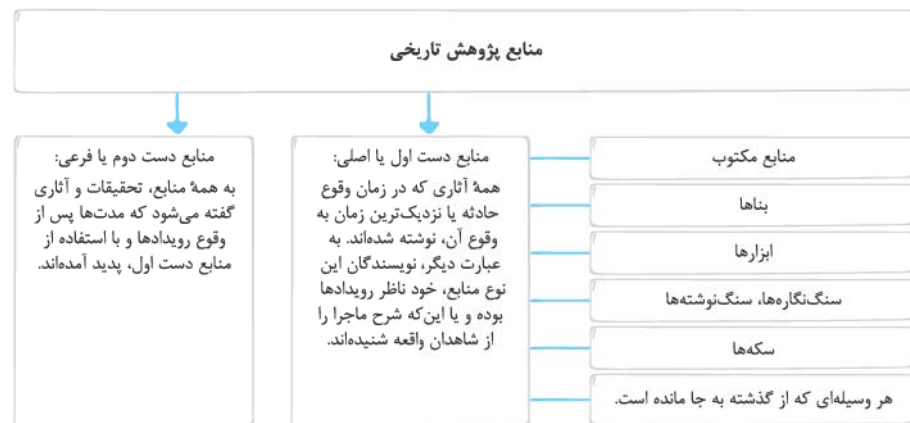 منابع پژوهش تاریخی
منابع مکتوب
بناها
ابزارها
سنگ‌نگاره‌ها، سنگ‌نوشته‌ها
سکه‌ها
هر وسیله‌ای که از گذشته به جا مانده است.
منابع دست اول یا اصلی:
همهٔ آثاری که در زمان وقوع
حادثه یا نزدیک‌ترین زمان به
وقوع آن، نوشته شده‌اند. به
عبارت دیگر، نویسندگان این
نوع منابع، خود ناظر رویدادها
بوده و یا این‌که شرح ماجرا را
از شاهدان واقعه شنیده‌اند.
منابع دست دوم یا فرعی:
به همهٔ منابع، تحقیقات و آثاری
گفته می‌شود که مدت‌ها پس از
وقوع رویدادها و با استفاده از
منابع دست اول، پدید آمده‌اند.